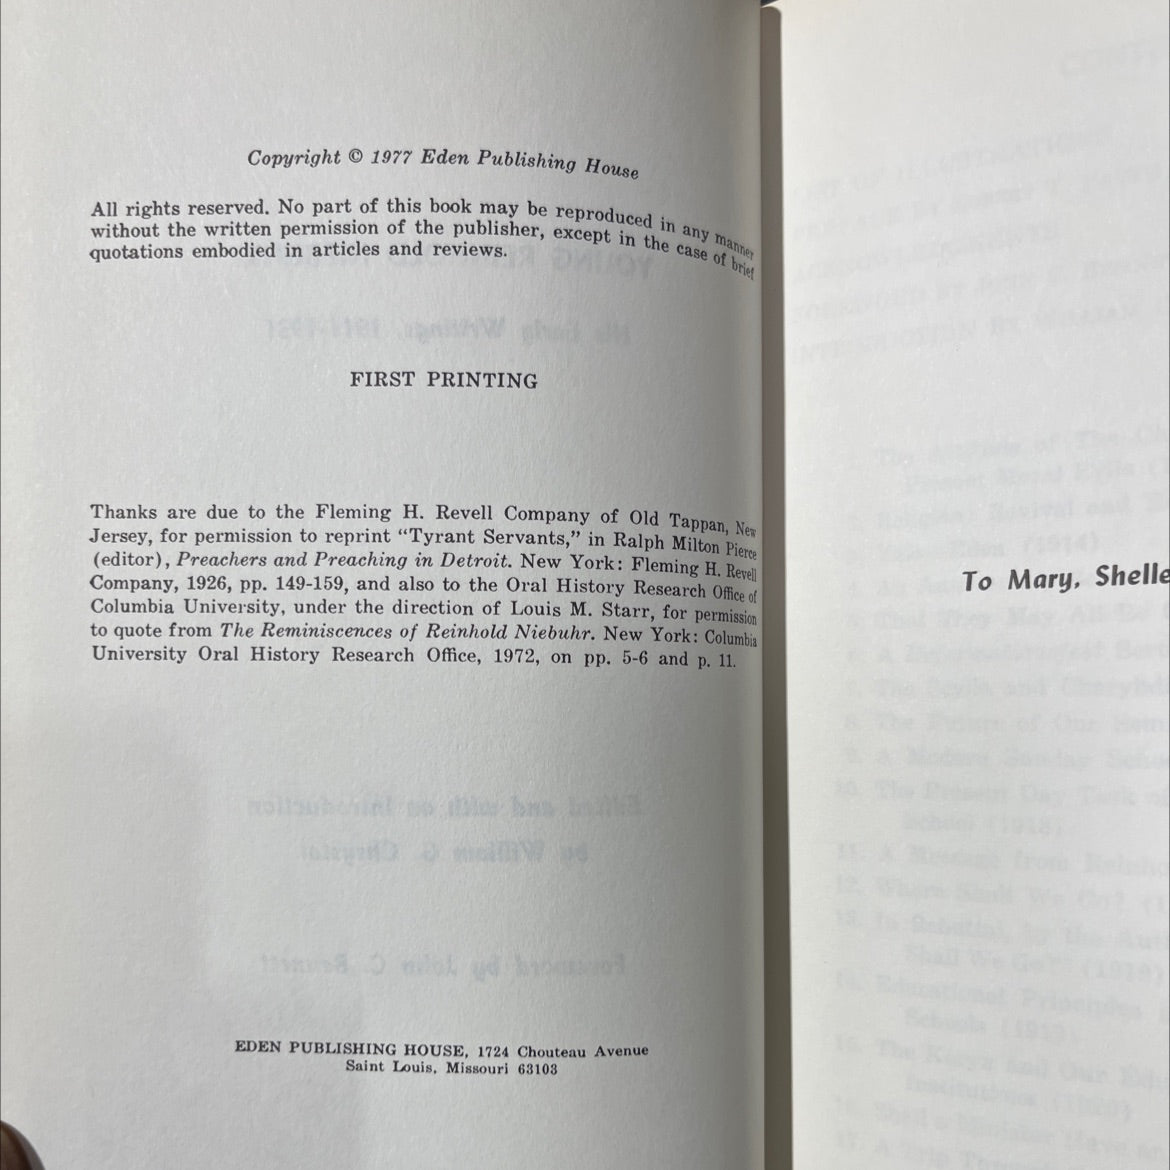 Copyright © 1977 Eden Publishing House
All rights reserved. No part of this book may be reproduced in any manner
without the written permission of the publisher, except in the case of brief
quotations embodied in articles and reviews.
FIRST PRINTING
Thanks are due to the Fleming H. Revell Company of Old Tappan, New
Jersey, for permission to reprint “Tyrant Servants,” in Ralph Milton Pierce
(editor), Preachers and Preaching in Detroit. New York: Fleming H. Revell
Company, 1926, pp. 149-159, and also to the Oral History Research Office of
Columbia University, under the direction of Louis M. Starr, for permission
to quote from The Reminiscences of Reinhold Niebuhr. New York: Columbia
University Oral History Research Office, 1972, on pp. 5-6 and p. 11.
EDEN PUBLISHING HOUSE, 1724 Chouteau Avenue
Saint Louis, Missouri 63103
To Mary, Shelle